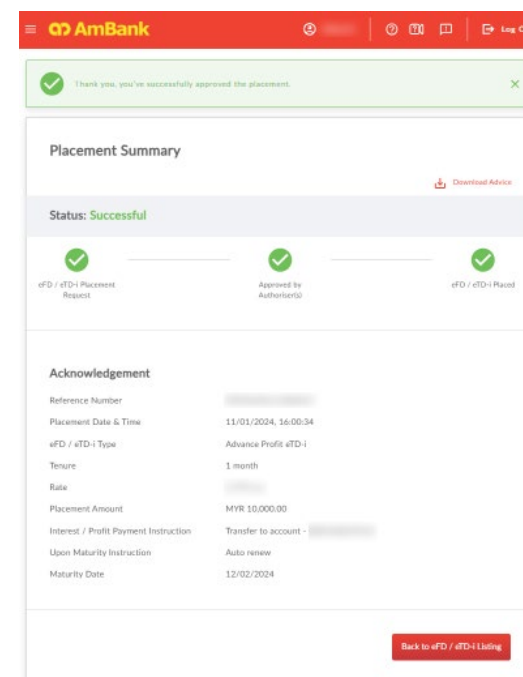 AmBank
Log
Thank you, you've successfully approved the placement.
Placement Summary
Download Advice
Status: Successful
eFD / eTD-i Placement
Request
Approved by
Authoriser(s)
eFD / eTD-i Placed
Acknowledgement
Reference Number
Placement Date & Time 11/01/2024, 16:00:34
eFD / eTD-i Type Advance Profit eTD-i
Tenure 1 month
Rate
Placement Amount MYR 10,000.00
Interest / Profit Payment Instruction Transfer to account -
Upon Maturity Instruction Auto renew
Maturity Date 12/02/2024
Back to eFD / eTD-i Listing